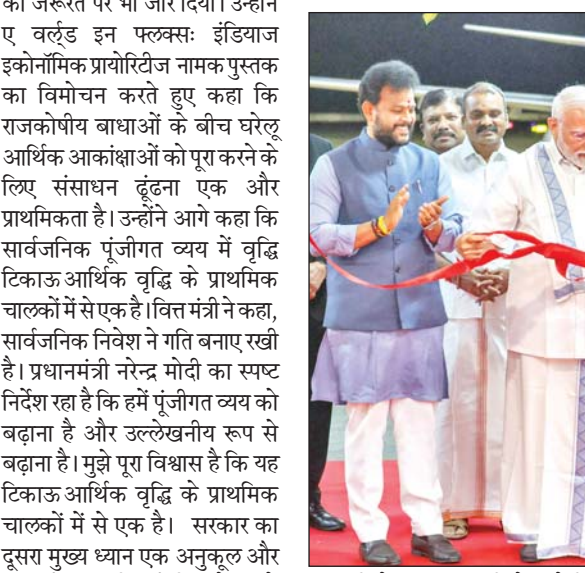 की जरूरत पर भी जोर दिया। उन्होंने
ए वर्ल्ड इन फ्लक्सः इंडियाज
इकोनॉमिक प्रायोरिटीज नामक पुस्तक
का विमोचन करते हुए कहा कि
राजकोषीय बाधाओं के बीच घरेलू
आर्थिक आकांक्षाओं को पूरा करने के
लिए संसाधन ढूंढना एक और
प्राथमिकता है। उन्होंने आगे कहा कि
सार्वजनिक पूंजीगत व्यय में वृद्धि
टिकाऊ आर्थिक वृद्धि के प्राथमिक
चालकों में से एक है।वित्त मंत्री ने कहा,
सार्वजनिक निवेश ने गति बनाए रखी
है। प्रधानमंत्री नरेन्द्र मोदी का स्पष्ट
निर्देश रहा है कि हमें पूंजीगत व्यय को
बढ़ाना है और उल्लेखनीय रूप से
बढ़ाना है। मुझे पूरा विश्वास है कि यह
टिकाऊ आर्थिक वृद्धि के प्राथमिक
चालकों में से एक है। सरकार का
दूसरा मुख्य ध्यान एक अनुकूल और